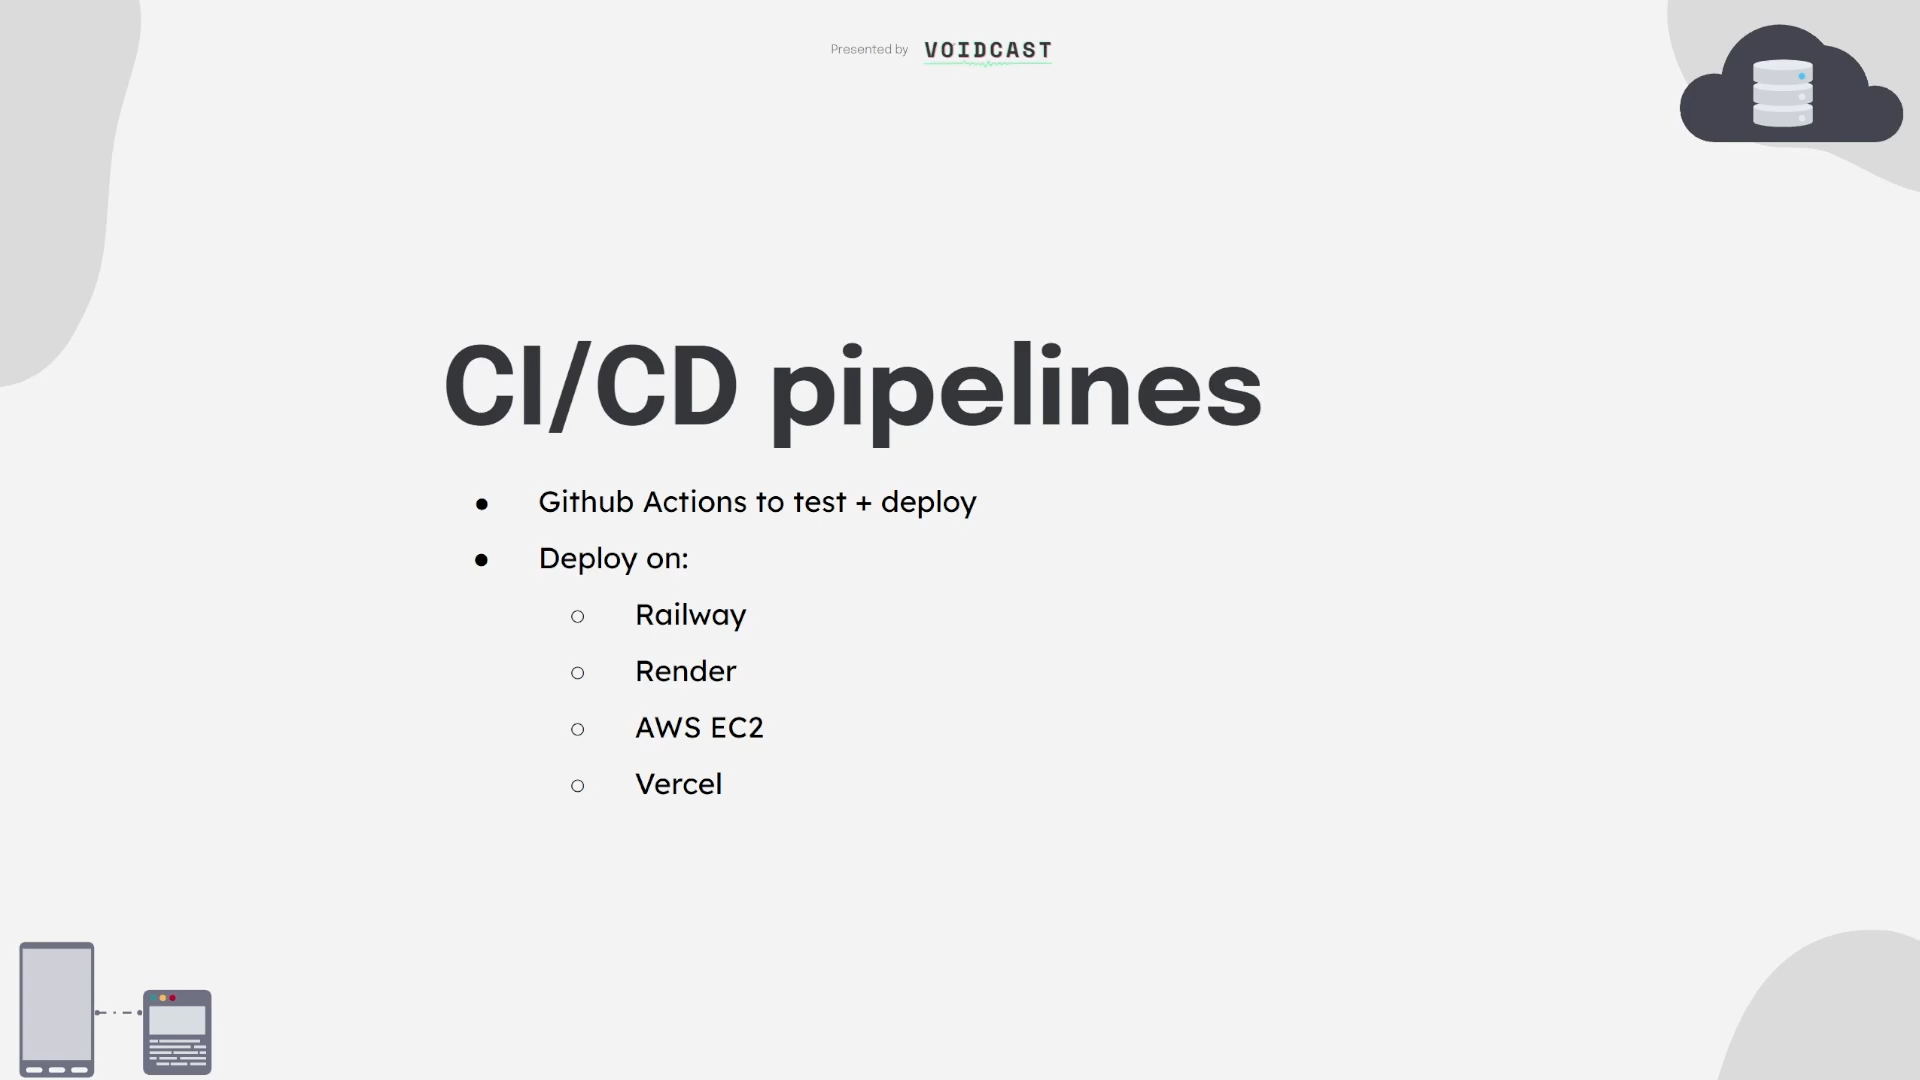 Presented by VOIDCAST
CI/CD pipelines
● Github Actions to test + deploy
● Deploy on:
○ Railway
○ Render
○ AWS EC2
○ Vercel